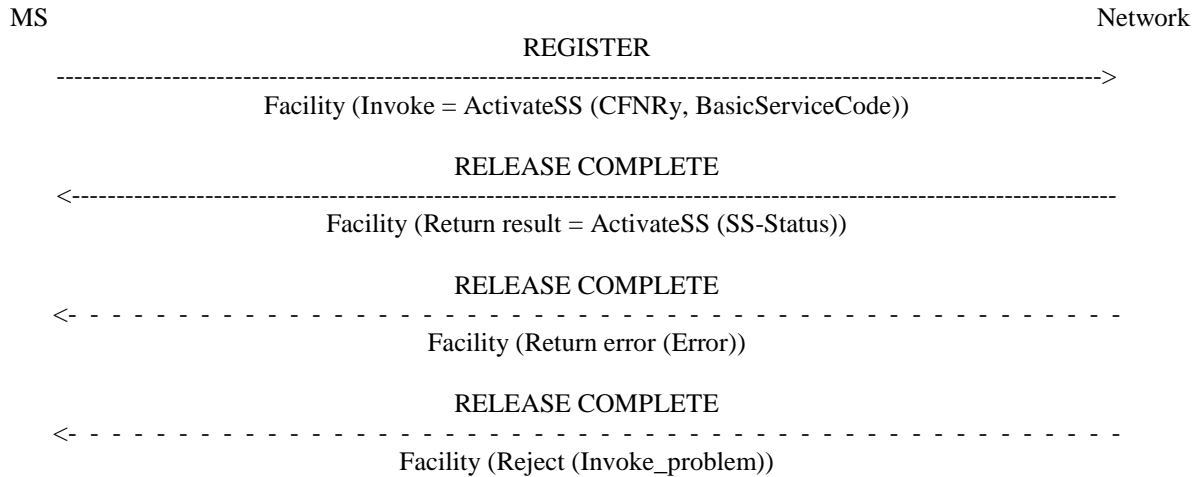 MS Network
REGISTER
Facility (Invoke = ActivateSS (CFNRy, BasicServiceCode))
RELEASE COMPLETE
Facility (Return result = ActivateSS (SS-Status))
RELEASE COMPLETE
Facility (Return error (Error))
RELEASE COMPLETE
Facility (Reject (Invoke_problem))